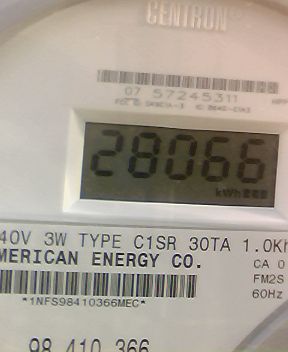 CENTRON®
07 57245311
28066
kWh
40V 3W TYPE C1SR 30TA 1.0Kh
MERICAN ENERGY CO.
CA 0
FM2S
60Hz
*1NFS98410366MEC*
98 410 366